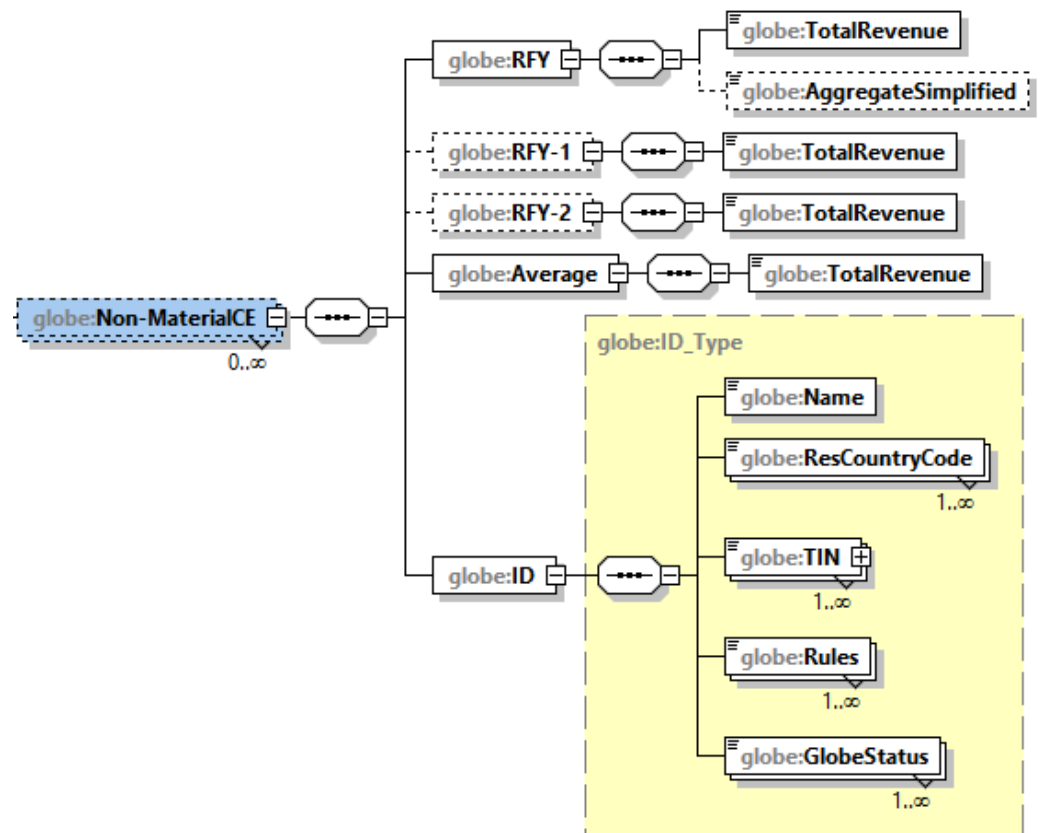 globe:TotalRevenue
globe:RFY
globe:AggregateSimplified
globe:RFY-1
globe:TotalRevenue
globe:RFY-2
globe:TotalRevenue
globe:Average
globe:TotalRevenue
globe:Non-MaterialCE
0..∞
globe:ID_Type
globe:Name
globe:ResCountryCode
1..∞
globe:TIN
1..∞
globe:ID
globe:Rules
1..∞
globe:GlobeStatus
1..∞